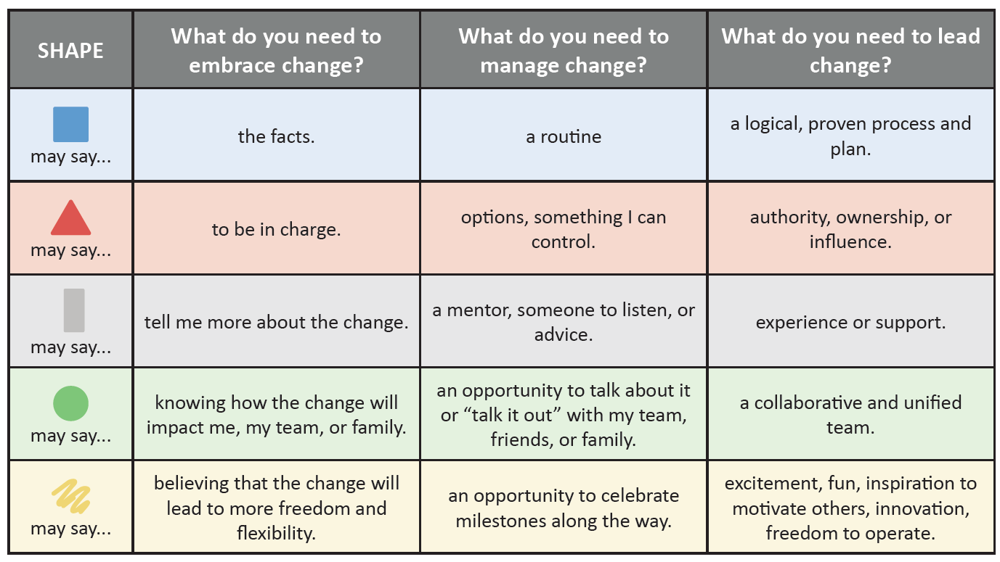 SHAPE
What do you need to
embrace change?
What do you need to
manage change?
What do you need to lead
change?
may say...
the facts.
a routine
a logical, proven process and
plan.
may say...
to be in charge.
options, something I can
control.
authority, ownership, or
influence.
may say...
tell me more about the change.
a mentor, someone to listen, or
advice.
experience or support.
may say...
knowing how the change will
impact me, my team, or family.
an opportunity to talk about it
or “talk it out” with my team,
friends, or family.
a collaborative and unified
team.
may say...
believing that the change will
lead to more freedom and
flexibility.
an opportunity to celebrate
milestones along the way.
excitement, fun, inspiration to
motivate others, innovation,
freedom to operate.